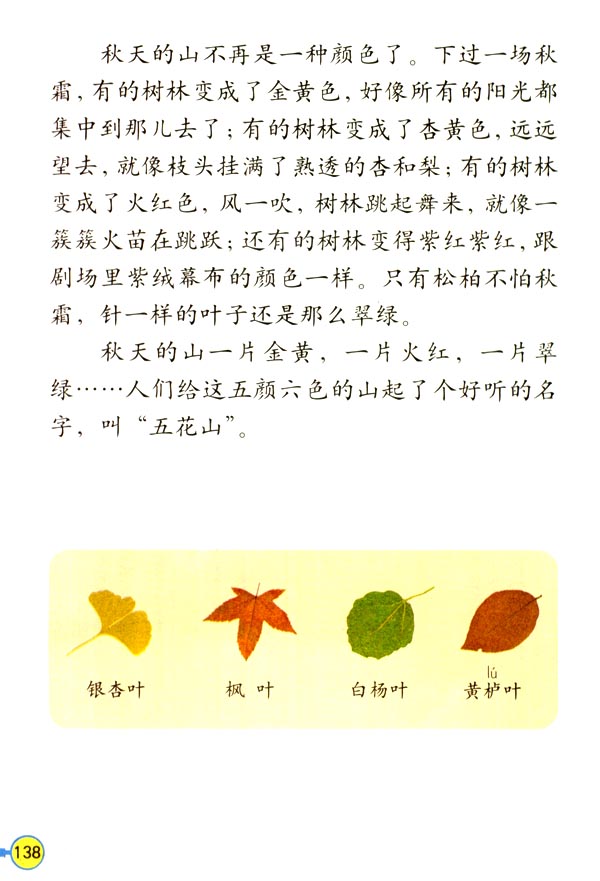 秋天的山不再是一种颜色了。下过一场秋
霜，有的树林变成了金黄色，好像所有的阳光都
集中到那儿去了；有的树林变成了杏黄色，远远
望去，就像枝头挂满了熟透的杏和梨；有的树林
变成了火红色，风一吹，树林跳起舞来，就像一
簇簇火苗在跳跃；还有的树林变得紫红紫红，跟
剧场里紫绒幕布的颜色一样。只有松柏不怕秋
霜，针一样的叶子还是那么翠绿。
秋天的山一片金黄，一片火红，一片翠
绿……人们给这五颜六色的山起了个好听的名
字，叫“五花山”。
银杏叶 枫叶 白杨叶 黄栌叶
lú
138